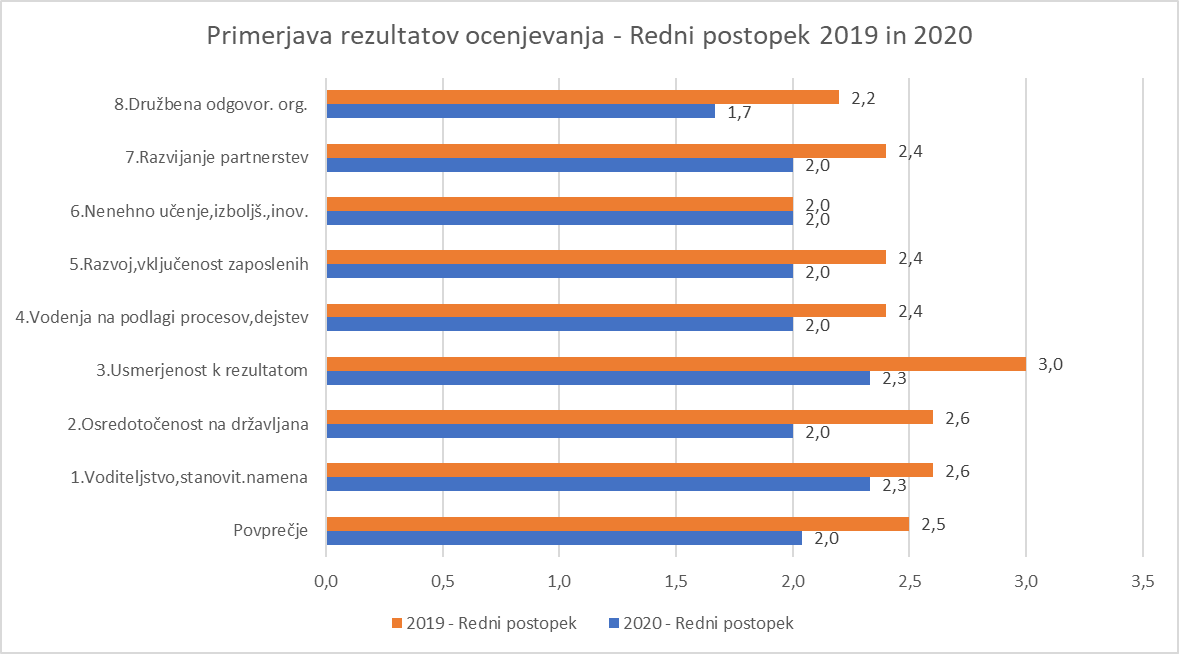 Primerjava rezultatov ocenjevanja - Redni postopek 2019 in 2020
8.Družbena odgovor. org.
2,2
1,7
7.Razvijanje partnerstev
2,4
2,0
6.Nenehno učenje,izboljš.,inov.
2,0
2,0
5.Razvoj,vključenost zaposlenih
2,4
2,0
4.Vodenja na podlagi procesov,dejstev
2,4
2,0
3.Usmerjenost k rezultatom
3,0
2,3
2.Osredotočenost na državljana
2,6
2,0
1.Voditeljstvo,stanovit.namena
2,6
2,3
Povprečje
2,5
2,0
0,0 0,5 1,0 1,5 2,0 2,5 3,0 3,5
2019 - Redni postopek 2020 - Redni postopek